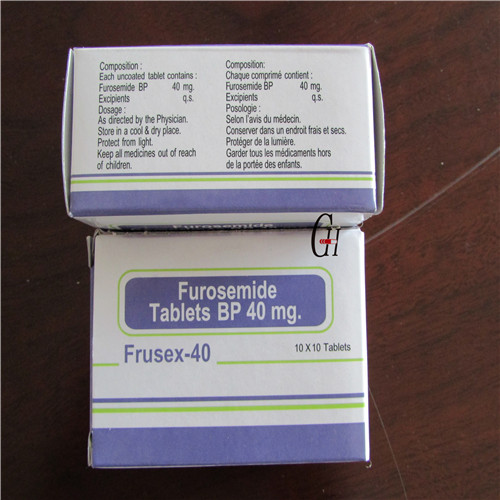 Composition :
Each uncoated tablet contains :
Furosemide BP 40 mg.
Excipients q.s.
Dosage :
As directed by the Physician.
Store in a cool & dry place.
Protect from light.
Keep all medicines out of reach
of children.
Composition:
Chaque comprimé contient :
Furosemide BP 40 mg.
Excipients q.s.
Posologie :
Selon l'avis du médecin.
Conserver dans un endroit frais et secs.
Protéger de la lumière.
Garder tous les médicaments hors
de la portée des enfants.
Furosemide
GH
Furosemide
Tablets BP 40 mg.
Frusex-40
10 X 10 Tablets